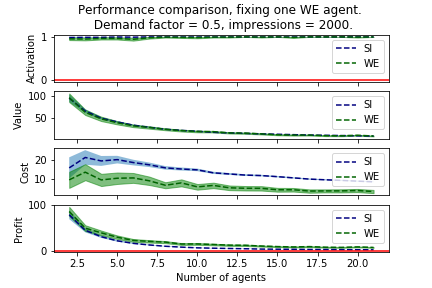 Performance comparison, fixing one WE agent.
Demand factor = 0.5, impressions = 2000.
Activation
1
0
SI
WE
Value
100
50
SI
WE
Cost
20
10
SI
WE
Profit
100
0
SI
WE
2.5 5.0 7.5 10.0 12.5 15.0 17.5 20.0
Number of agents